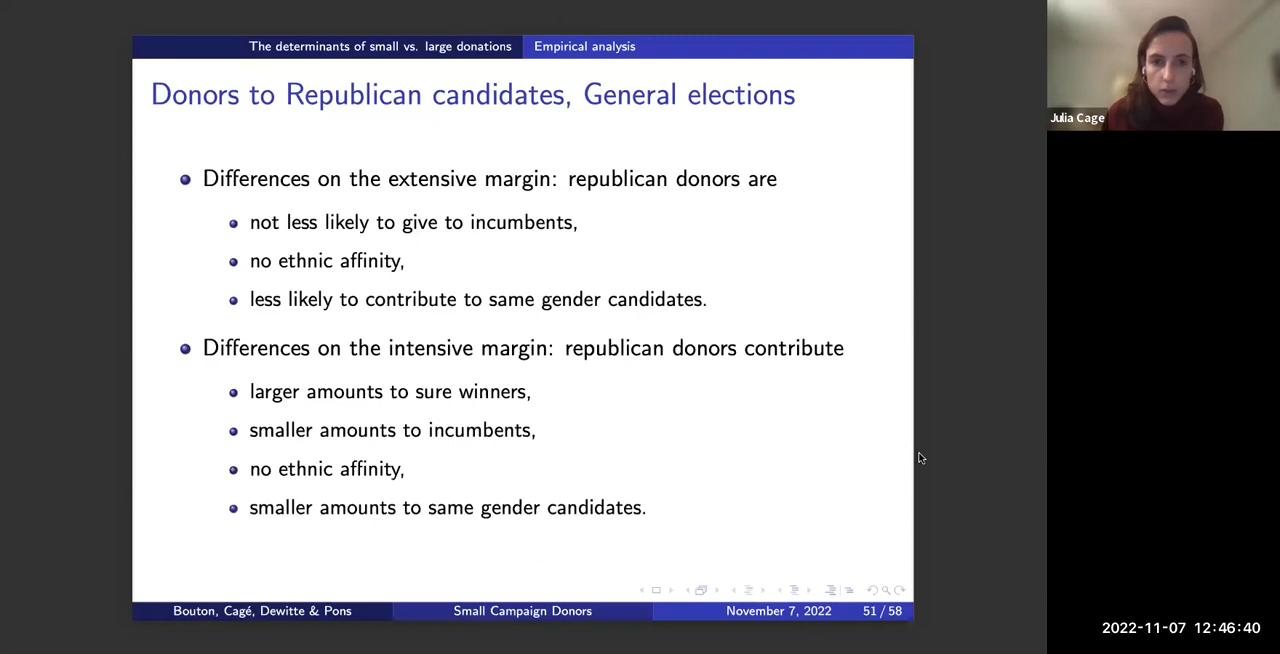 The determinants of small vs. large donations Empirical analysis
Donors to Republican candidates, General elections
Differences on the extensive margin: republican donors are
not less likely to give to incumbents,
no ethnic affinity,
less likely to contribute to same gender candidates.
Differences on the intensive margin: republican donors contribute
larger amounts to sure winners,
smaller amounts to incumbents,
no ethnic affinity,
smaller amounts to same gender candidates.
Bouton, Cagé, Dewitte & Pons Small Campaign Donors November 7, 2022 51 / 58
Julia Cage
2022-11-07 12:46:40